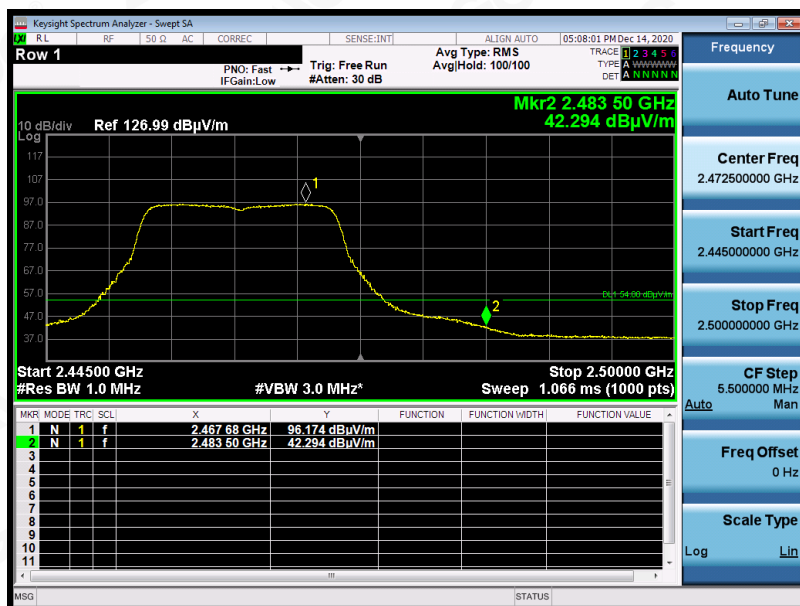 Keysight Spectrum Analyzer - Swept SA
LXI RL RF 50 Ω AC CORREC SENSE:INT ALIGN AUTO 05:08:01 PM Dec 14, 2020
Row 1
PNO: Fast
IFGain:Low
Trig: Free Run
#Atten: 30 dB
Avg Type: RMS
Avg|Hold: 100/100
TRACE 1 2 3 4 5 6
TYPE A WWWWW
DET A N N N N N
Mkr2 2.483 50 GHz
42.294 dBµV/m
10 dB/div Ref 126.99 dBµV/m
Log
117
107
97.0
87.0
77.0
67.0
57.0
47.0
37.0
1
2
DL1 54.00 dBµV/m
Start 2.44500 GHz Stop 2.50000 GHz
#Res BW 1.0 MHz #VBW 3.0 MHz* Sweep 1.066 ms (1000 pts)
MKR MODE TRC SCL X Y FUNCTION FUNCTION WIDTH FUNCTION VALUE
1 N 1 f 2.467 68 GHz 96.174 dBµV/m
2 N 1 f 2.483 50 GHz 42.294 dBµV/m
3
4
5
6
7
8
9
10
11
MSG STATUS
Frequency
Auto Tune
Center Freq
2.472500000 GHz
Start Freq
2.445000000 GHz
Stop Freq
2.500000000 GHz
CF Step
5.500000 MHz
Auto Man
Freq Offset
0 Hz
Scale Type
Log Lin